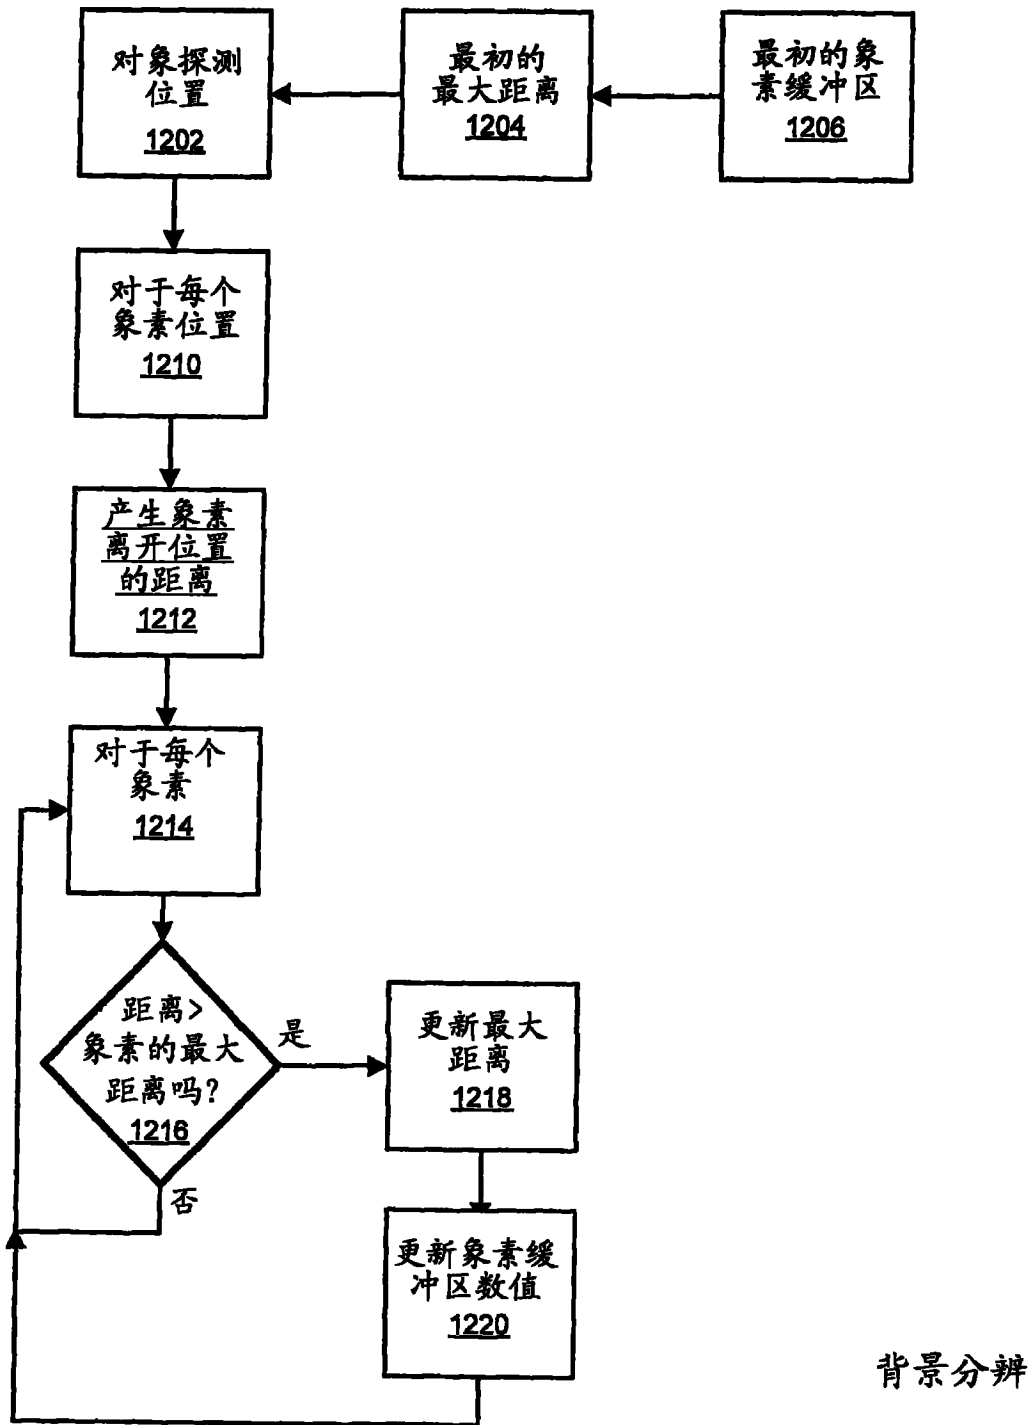 对象探测
位置
1202
最初的
最大距离
1204
最初的象
素缓冲区
1206
对于每个
象素位置
1210
产生象素
离开位置
的距离
1212
对于每个
象素
1214
距离>
象素的最大
距离吗?
1216
是
否
更新最大
距离
1218
更新象素缓
冲区数值
1220
背景分辨